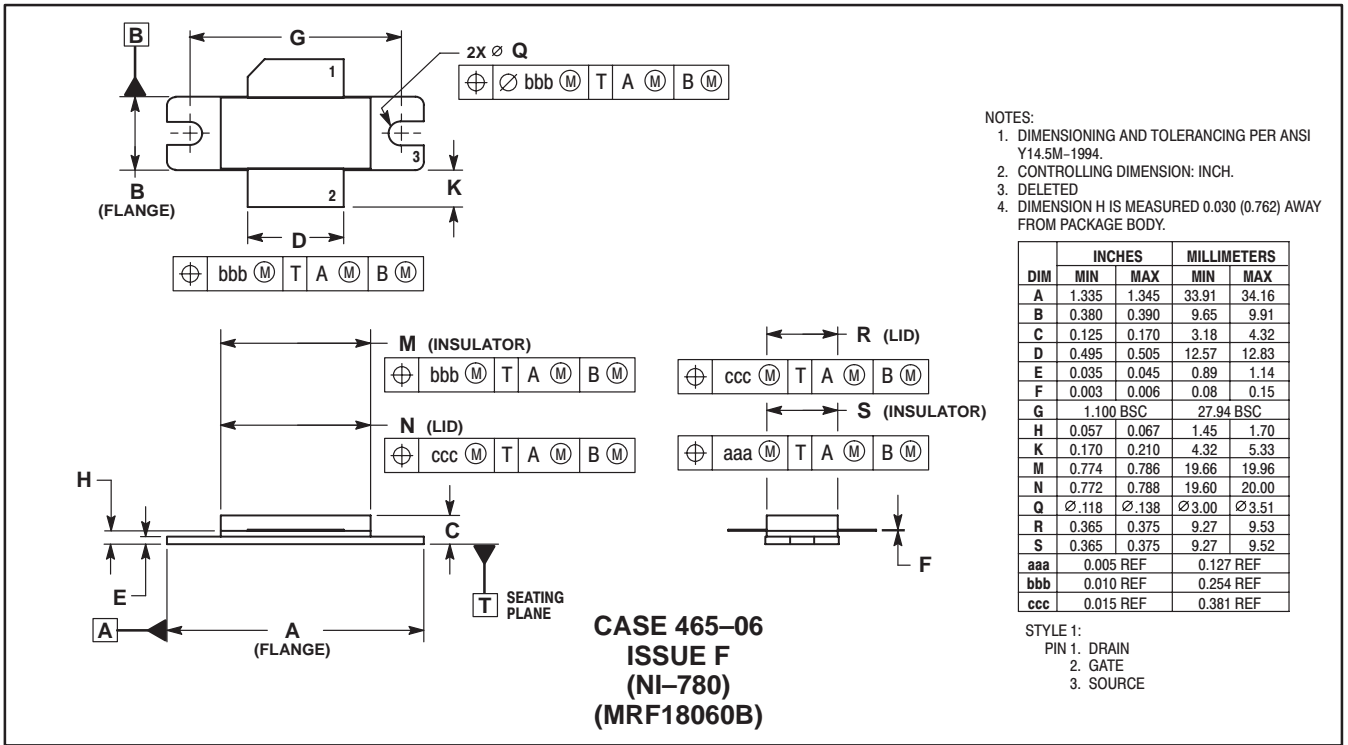 B
G
2X ⌀ Q
⌖ ⌀ bbb Ⓜ T A Ⓜ B Ⓜ
1
3
B
(FLANGE)
K
2
D
⌖ bbb Ⓜ T A Ⓜ B Ⓜ
M (INSULATOR)
⌖ bbb Ⓜ T A Ⓜ B Ⓜ
N (LID)
⌖ ccc Ⓜ T A Ⓜ B Ⓜ
R (LID)
⌖ ccc Ⓜ T A Ⓜ B Ⓜ
S (INSULATOR)
⌖ aaa Ⓜ T A Ⓜ B Ⓜ
H
C
E
F
T SEATING
PLANE
A
A
(FLANGE)
CASE 465–06
ISSUE F
(NI–780)
(MRF18060B)
NOTES:
1. DIMENSIONING AND TOLERANCING PER ANSI
Y14.5M–1994.
2. CONTROLLING DIMENSION: INCH.
3. DELETED
4. DIMENSION H IS MEASURED 0.030 (0.762) AWAY
FROM PACKAGE BODY.
INCHES MILLIMETERS
DIM MIN MAX MIN MAX
A 1.335 1.345 33.91 34.16
B 0.380 0.390 9.65 9.91
C 0.125 0.170 3.18 4.32
D 0.495 0.505 12.57 12.83
E 0.035 0.045 0.89 1.14
F 0.003 0.006 0.08 0.15
G 1.100 BSC 27.94 BSC
H 0.057 0.067 1.45 1.70
K 0.170 0.210 4.32 5.33
M 0.774 0.786 19.66 19.96
N 0.772 0.788 19.60 20.00
Q ⌀.118 ⌀.138 ⌀3.00 ⌀3.51
R 0.365 0.375 9.27 9.53
S 0.365 0.375 9.27 9.52
aaa 0.005 REF 0.127 REF
bbb 0.010 REF 0.254 REF
ccc 0.015 REF 0.381 REF
STYLE 1:
PIN 1. DRAIN
2. GATE
3. SOURCE